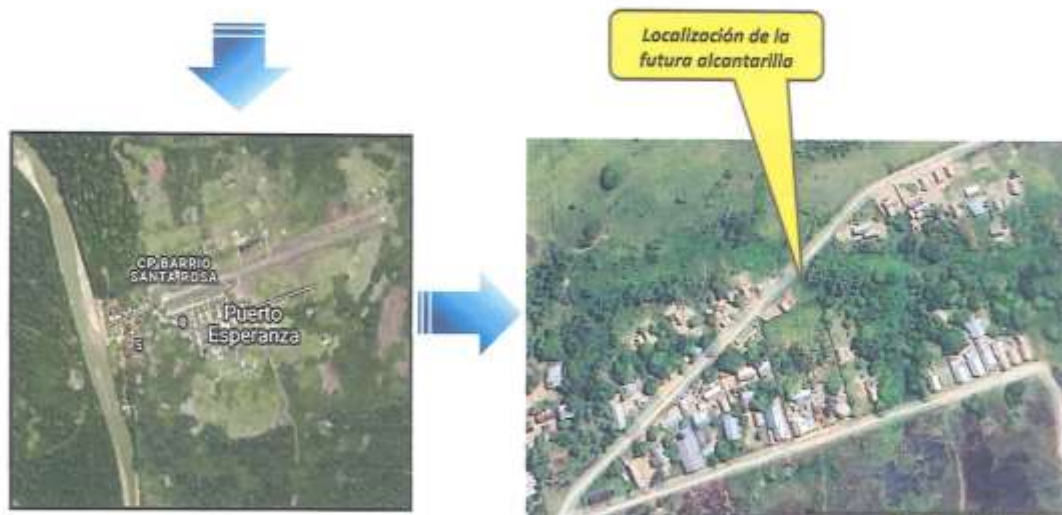 Localización de la
futura alcantarilla
CP BARRIO
SANTA ROSA
Puerto
Esperanza